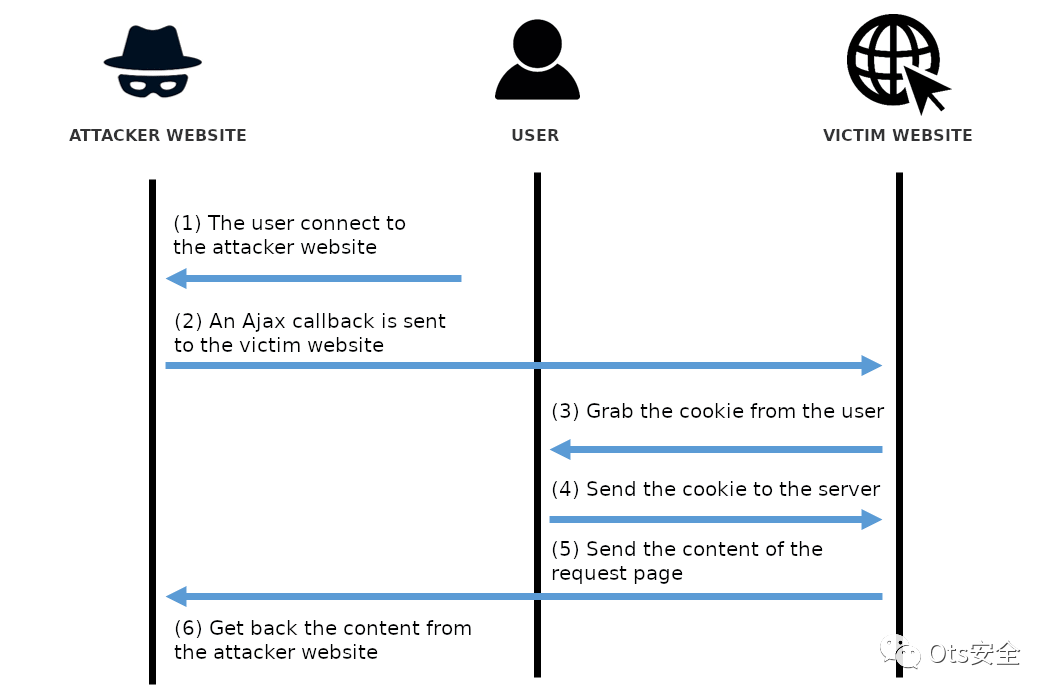 ATTACKER WEBSITE
USER
VICTIM WEBSITE
(1) The user connect to
the attacker website
(2) An Ajax callback is sent
to the victim website
(3) Grab the cookie from the user
(4) Send the cookie to the server
(5) Send the content of the
request page
(6) Get back the content from
the attacker website
Ots安全